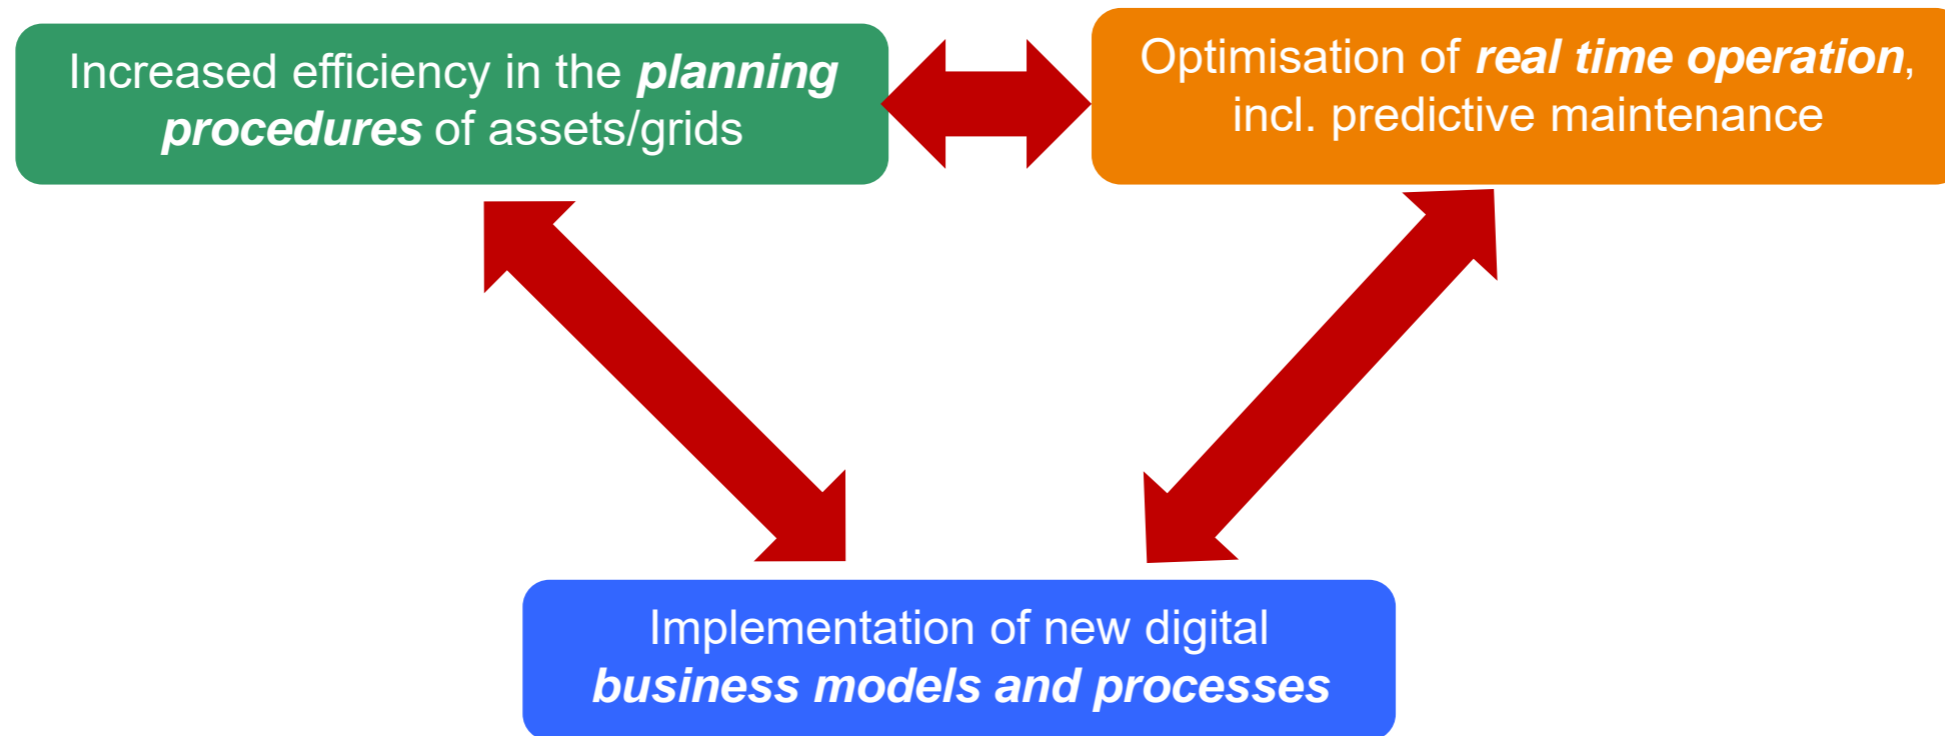 Increased efficiency in the planning
procedures of assets/grids
Optimisation of real time operation,
incl. predictive maintenance
Implementation of new digital
business models and processes